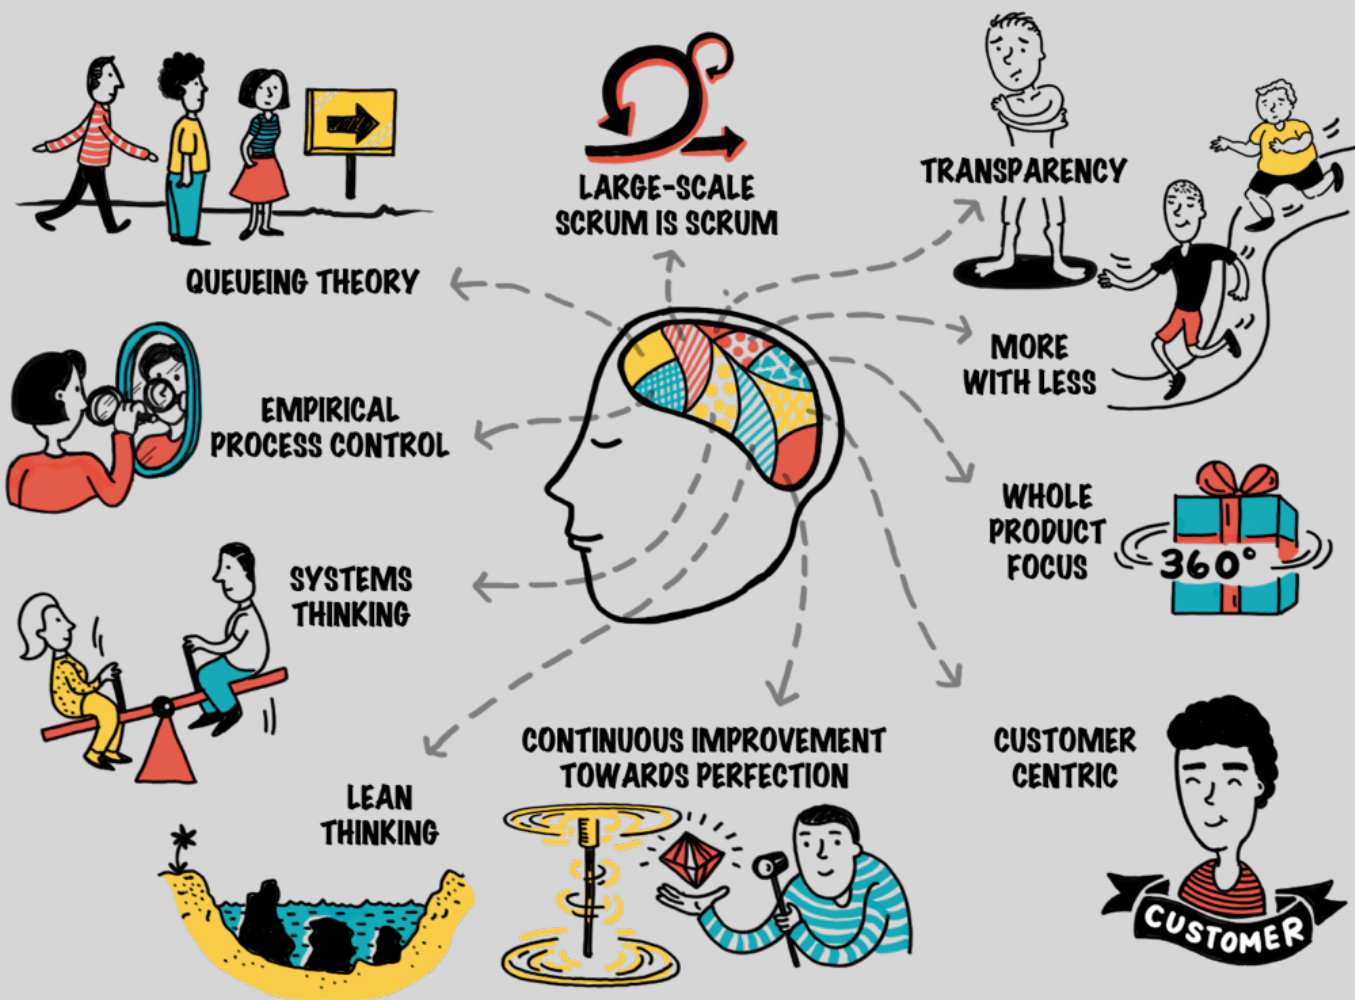 LARGE-SCALE
SCRUM IS SCRUM
TRANSPARENCY
QUEUEING THEORY
MORE
WITH LESS
EMPIRICAL
PROCESS CONTROL
WHOLE
PRODUCT
FOCUS
360°
SYSTEMS
THINKING
LEAN
THINKING
CONTINUOUS IMPROVEMENT
TOWARDS PERFECTION
CUSTOMER
CENTRIC
CUSTOMER